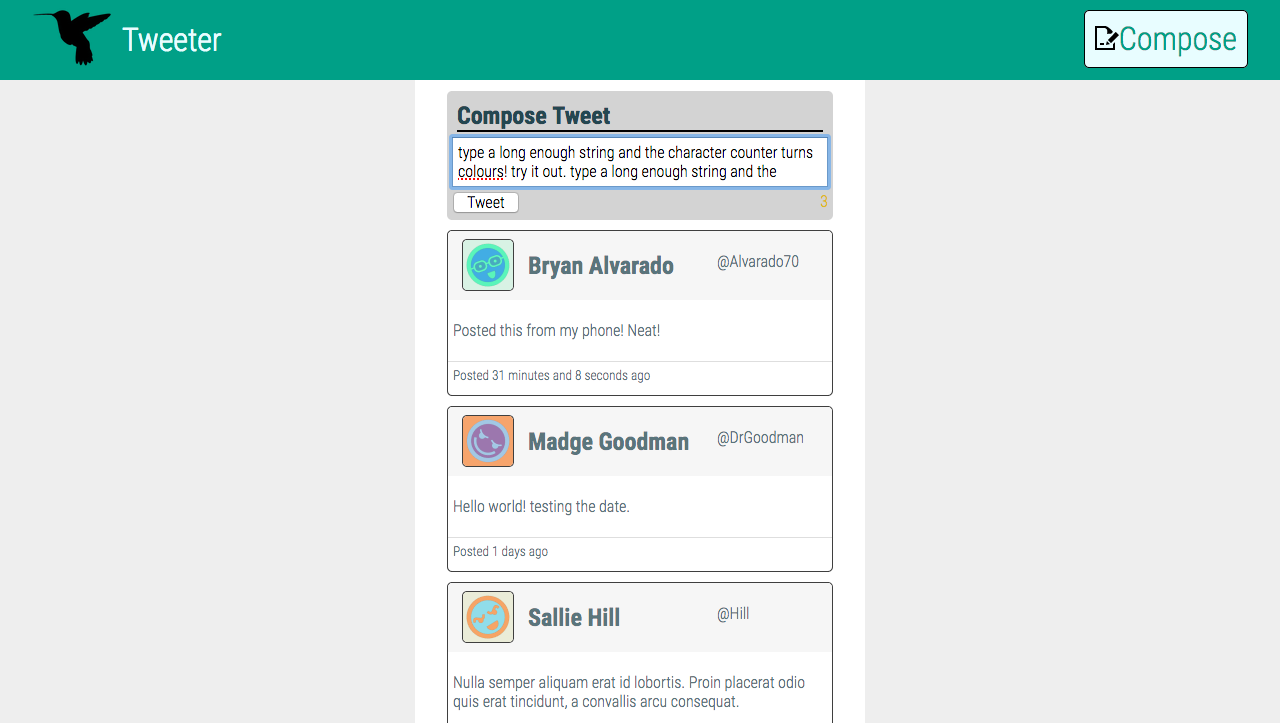 Tweeter
Compose
Compose Tweet
type a long enough string and the character counter turns
colours! try it out. type a long enough string and the
Tweet
3
Bryan Alvarado
@Alvarado70
Posted this from my phone! Neat!
Posted 31 minutes and 8 seconds ago
Madge Goodman
@DrGoodman
Hello world! testing the date.
Posted 1 days ago
Sallie Hill
@Hill
Nulla semper aliquam erat id lobortis. Proin placerat odio
quis erat tincidunt, a convallis arcu consequat.